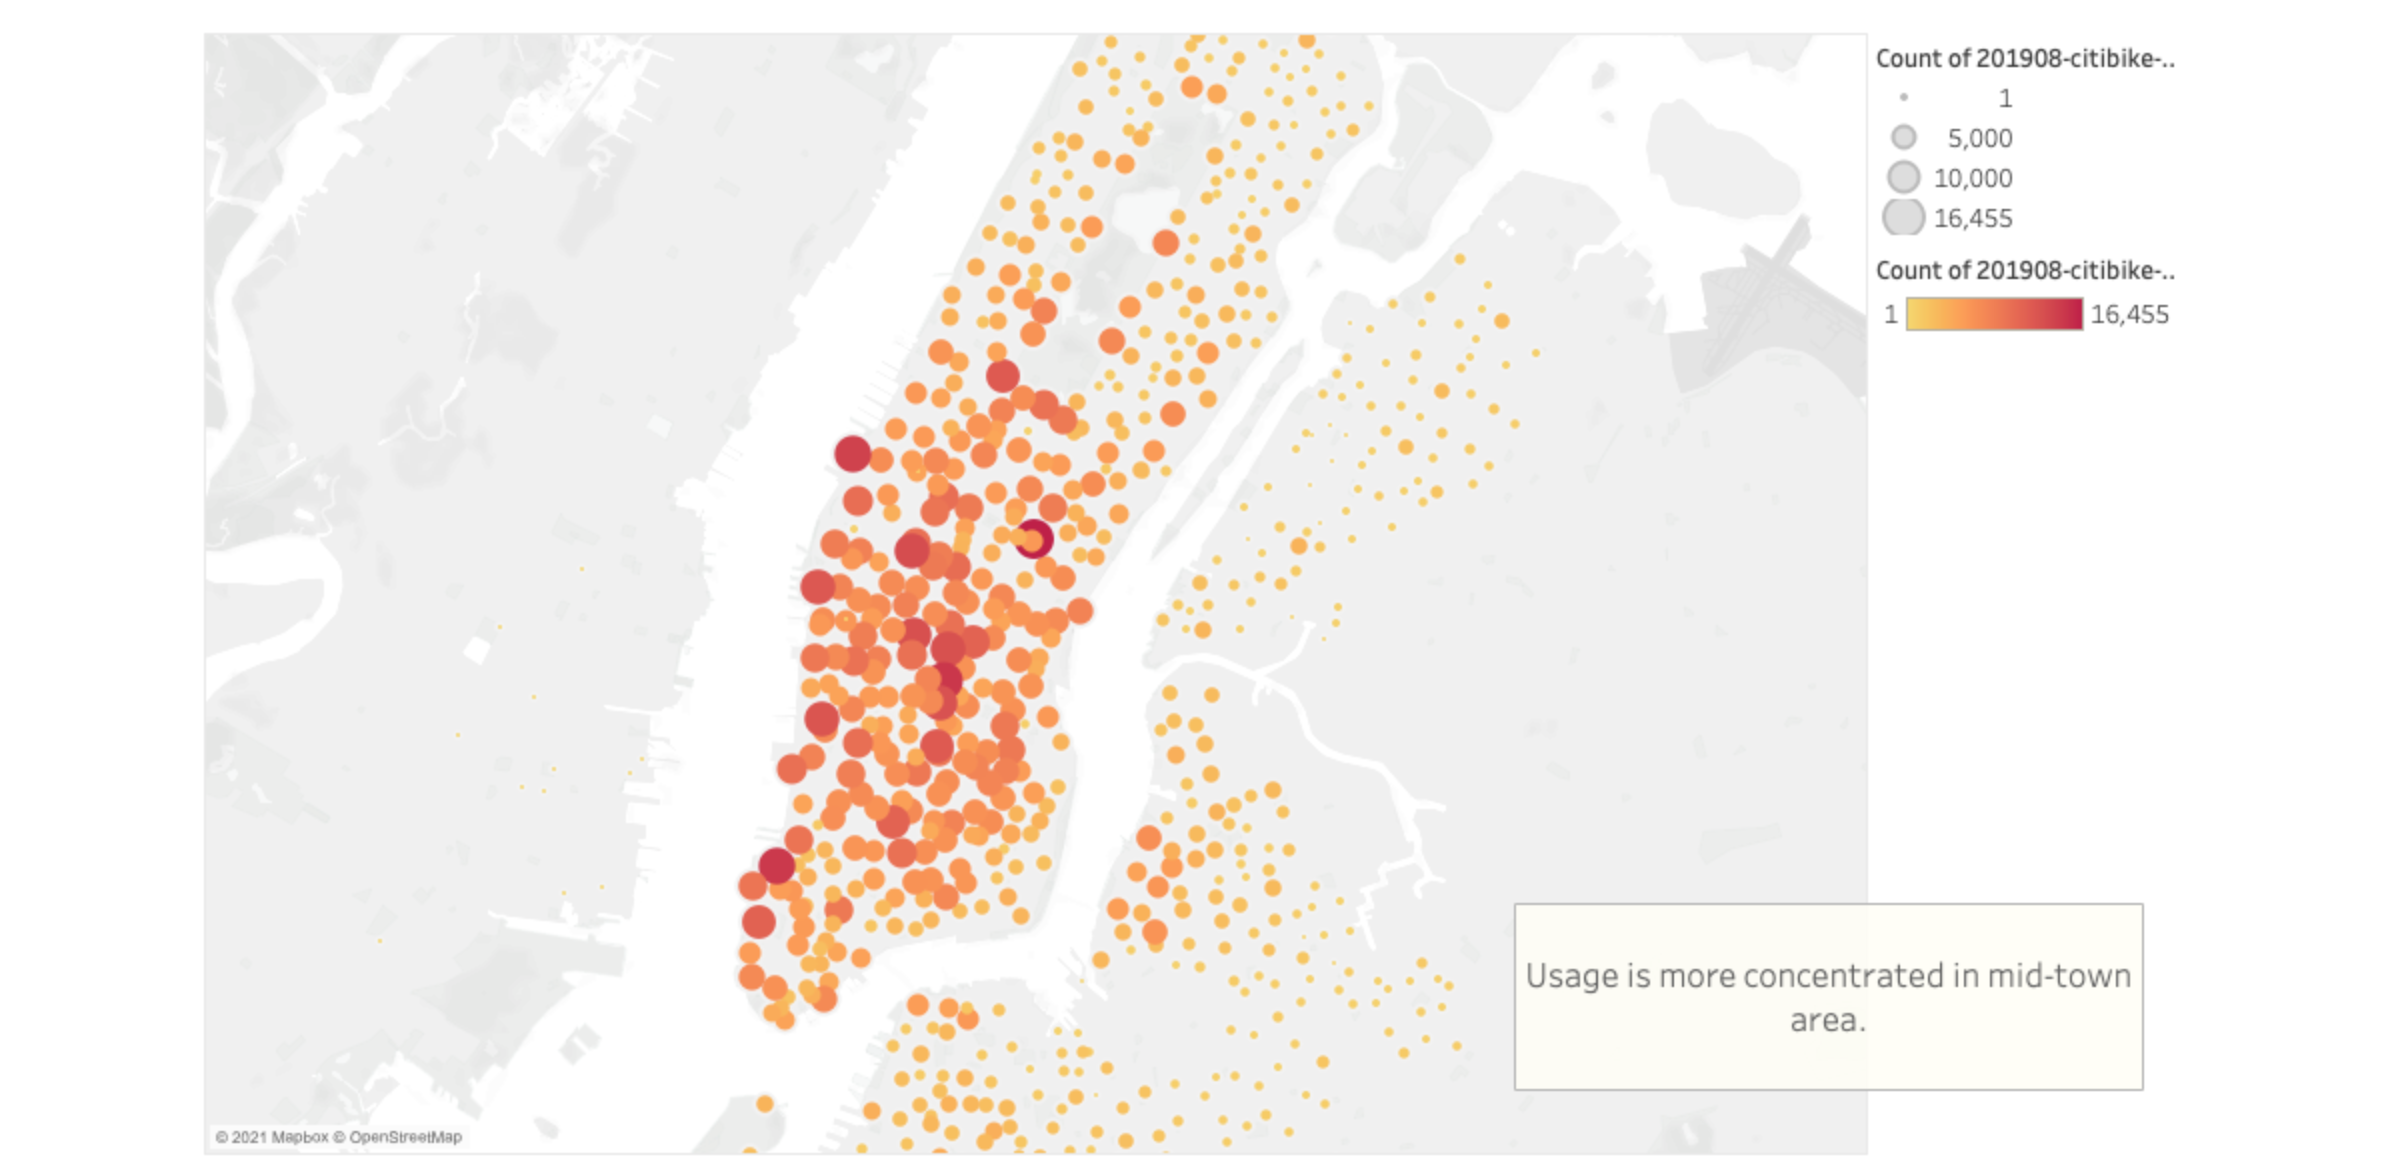 Count of 201908-citibike-..
1
5,000
10,000
16,455
Count of 201908-citibike-..
1 16,455
Usage is more concentrated in mid-town
area.
© 2021 Mapbox © OpenStreetMap